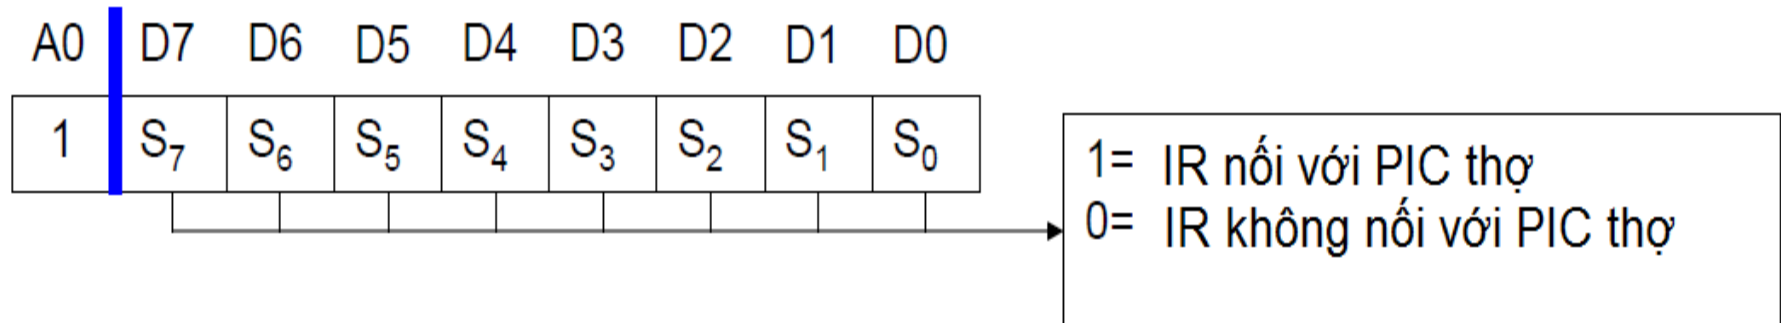 A0 D7 D6 D5 D4 D3 D2 D1 D0
1 S₇ S₆ S₅ S₄ S₃ S₂ S₁ S₀
1= IR nối với PIC thợ
0= IR không nối với PIC thợ